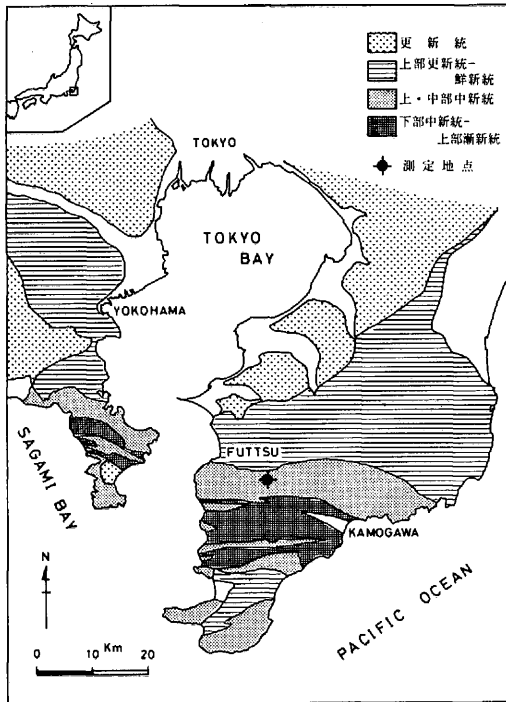 更新統
上部更新統-
鮮新統
上・中部中新統
下部中新統-
上部漸新統
測定地点
TOKYO
TOKYO
BAY
YOKOHAMA
SAGAMI BAY
FUTTSU
KAMOGAWA
PACIFIC OCEAN
N
0 10 Km 20